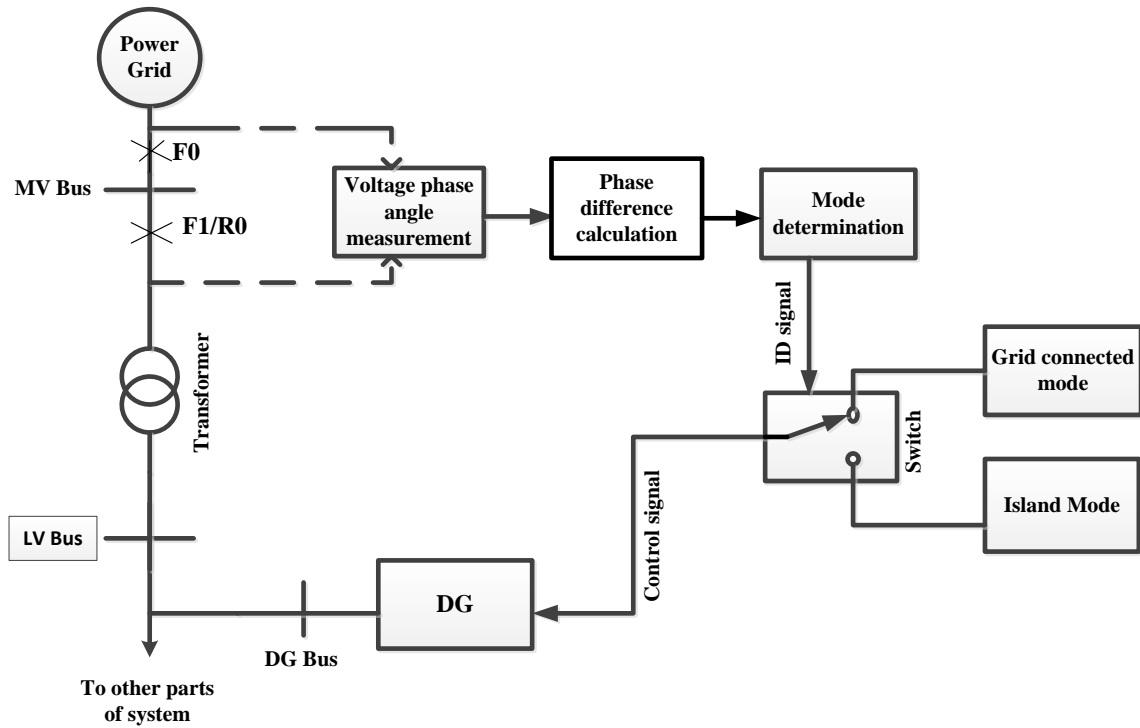 Power
Grid
F0
MV Bus
F1/R0
Voltage phase
angle
measurement
Phase
difference
calculation
Mode
determination
ID signal
Grid connected
mode
Switch
Island Mode
Transformer
Control signal
LV Bus
DG
DG Bus
To other parts
of system